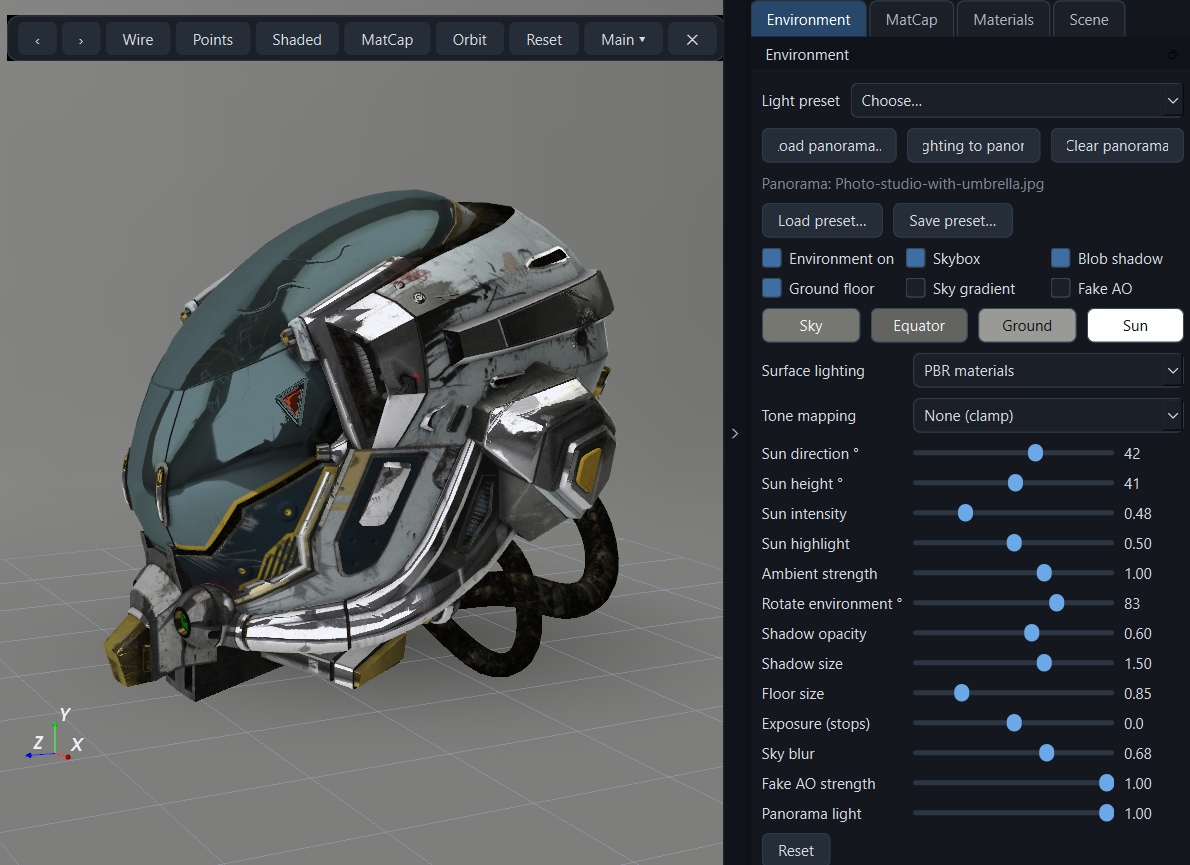 ‹ › Wire Points Shaded MatCap Orbit Reset Main ▾ ✕
Environment MatCap Materials Scene
Environment
Light preset Choose...
oad panorama.. ghting to panor Clear panorama
Panorama: Photo-studio-with-umbrella.jpg
Load preset... Save preset...
Environment on Skybox Blob shadow
Ground floor Sky gradient Fake AO
Sky Equator Ground Sun
Surface lighting PBR materials
Tone mapping None (clamp)
Sun direction ° 42
Sun height ° 41
Sun intensity 0.48
Sun highlight 0.50
Ambient strength 1.00
Rotate environment ° 83
Shadow opacity 0.60
Shadow size 1.50
Floor size 0.85
Exposure (stops) 0.0
Sky blur 0.68
Fake AO strength 1.00
Panorama light 1.00
Reset
Y
Z X